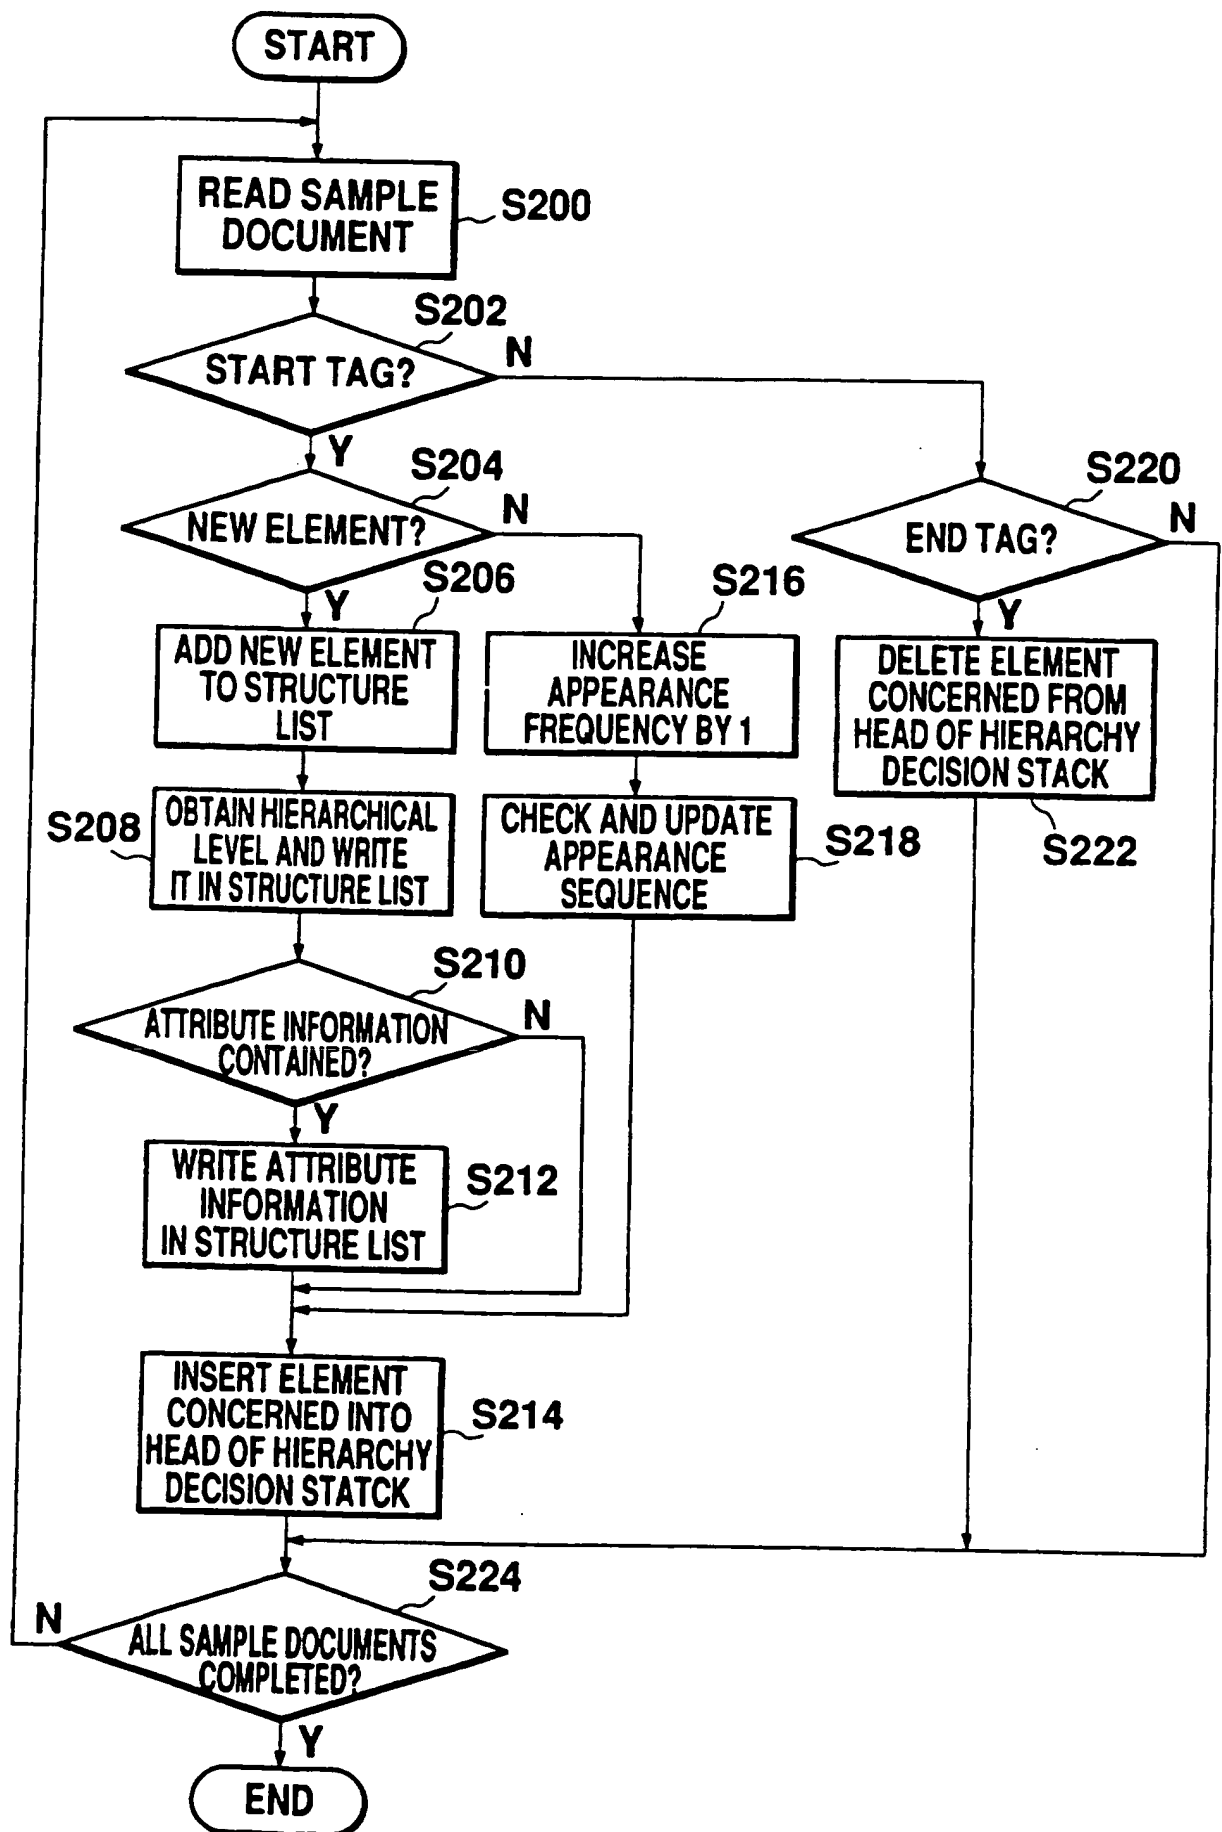 START
READ SAMPLE
DOCUMENT
S200
S202
START TAG?
N
Y
S204
NEW ELEMENT?
N
Y
S220
END TAG?
N
Y
S206
ADD NEW ELEMENT
TO STRUCTURE
LIST
S216
INCREASE
APPEARANCE
FREQUENCY BY 1
DELETE ELEMENT
CONCERNED FROM
HEAD OF HIERARCHY
DECISION STACK
S222
S208
OBTAIN HIERARCHICAL
LEVEL AND WRITE
IT IN STRUCTURE LIST
CHECK AND UPDATE
APPEARANCE
SEQUENCE
S218
S210
ATTRIBUTE INFORMATION
CONTAINED?
N
Y
WRITE ATTRIBUTE
INFORMATION
IN STRUCTURE LIST
S212
INSERT ELEMENT
CONCERNED INTO
HEAD OF HIERARCHY
DECISION STATCK
S214
S224
N
ALL SAMPLE DOCUMENTS
COMPLETED?
Y
END